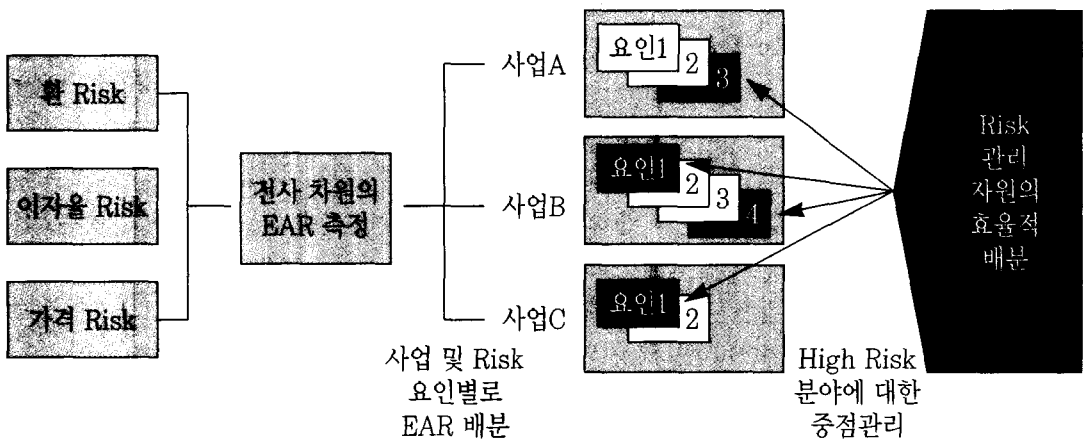 환 Risk
이자율 Risk
가격 Risk
전사 차원의
EAR 측정
사업A
사업B
사업C
사업 및 Risk
요인별로
EAR 배분
요인1
2
3
요인1
2
3
4
요인1
2
High Risk
분야에 대한
중점관리
Risk
관리
자원의
효율적
배분